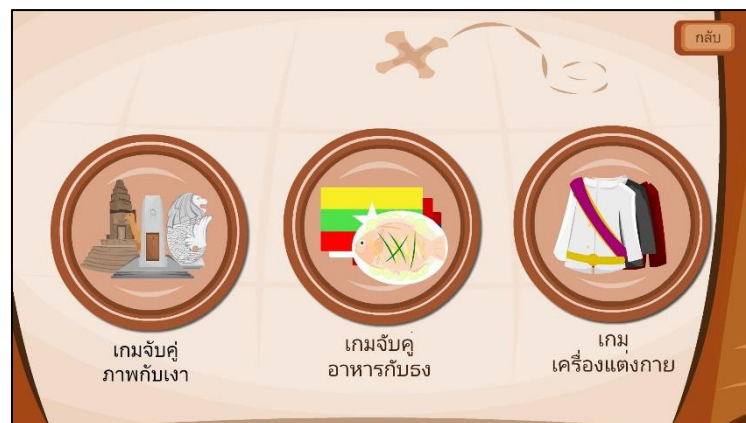 กลับ
เกมจับคู่
ภาพกับเงา
เกมจับคู่
อาหารกับธง
เกม
เครื่องแต่งกาย